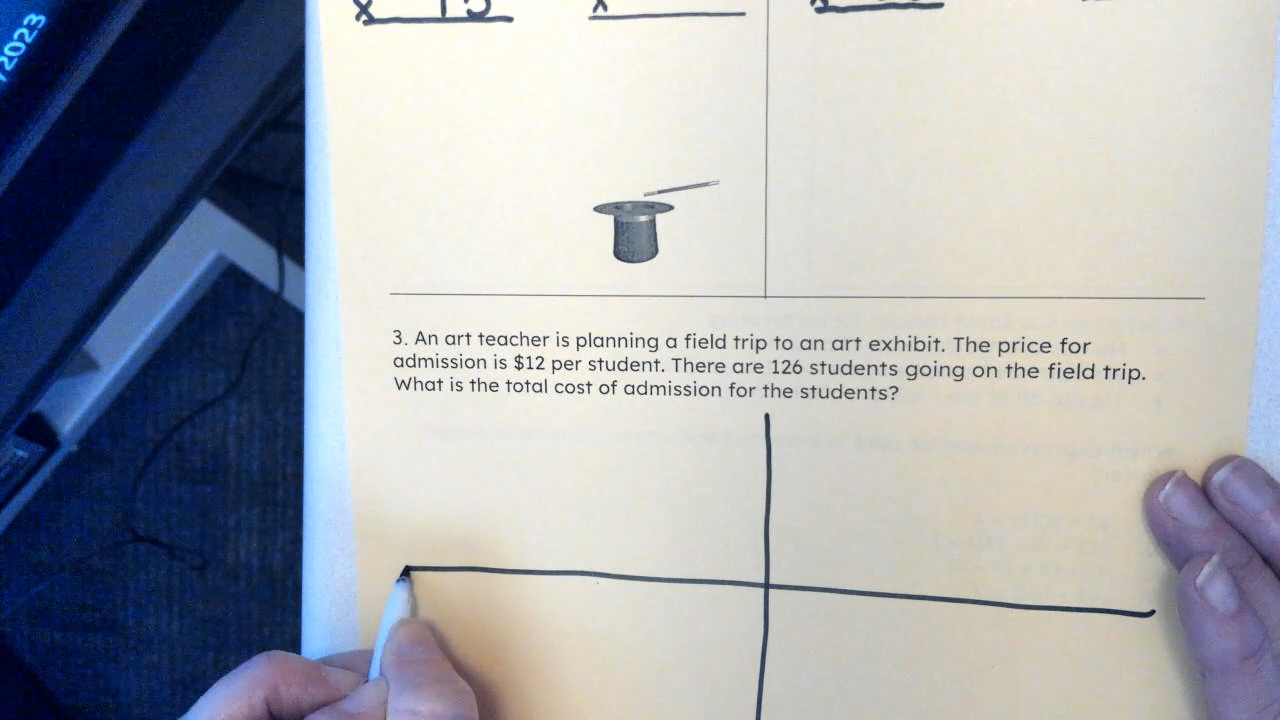 2023
x 15 x
3. An art teacher is planning a field trip to an art exhibit. The price for
admission is $12 per student. There are 126 students going on the field trip.
What is the total cost of admission for the students?